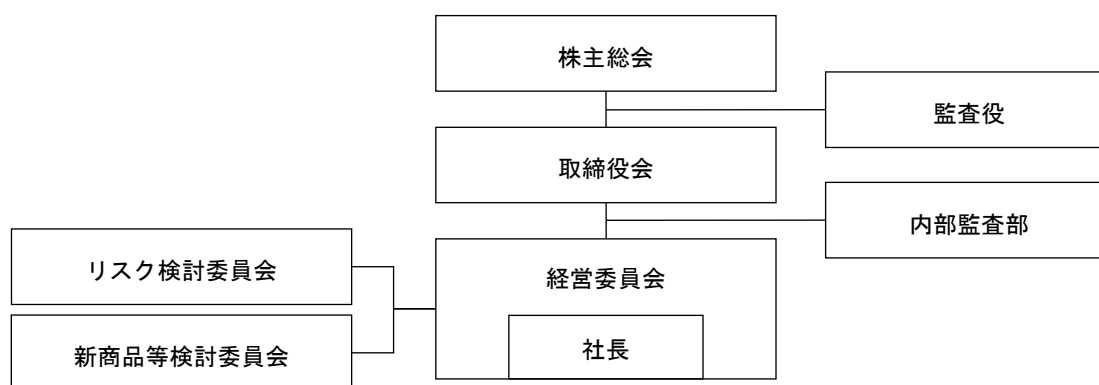 株主総会
監査役
取締役会
内部監査部
リスク検討委員会
経営委員会
新商品等検討委員会
社長